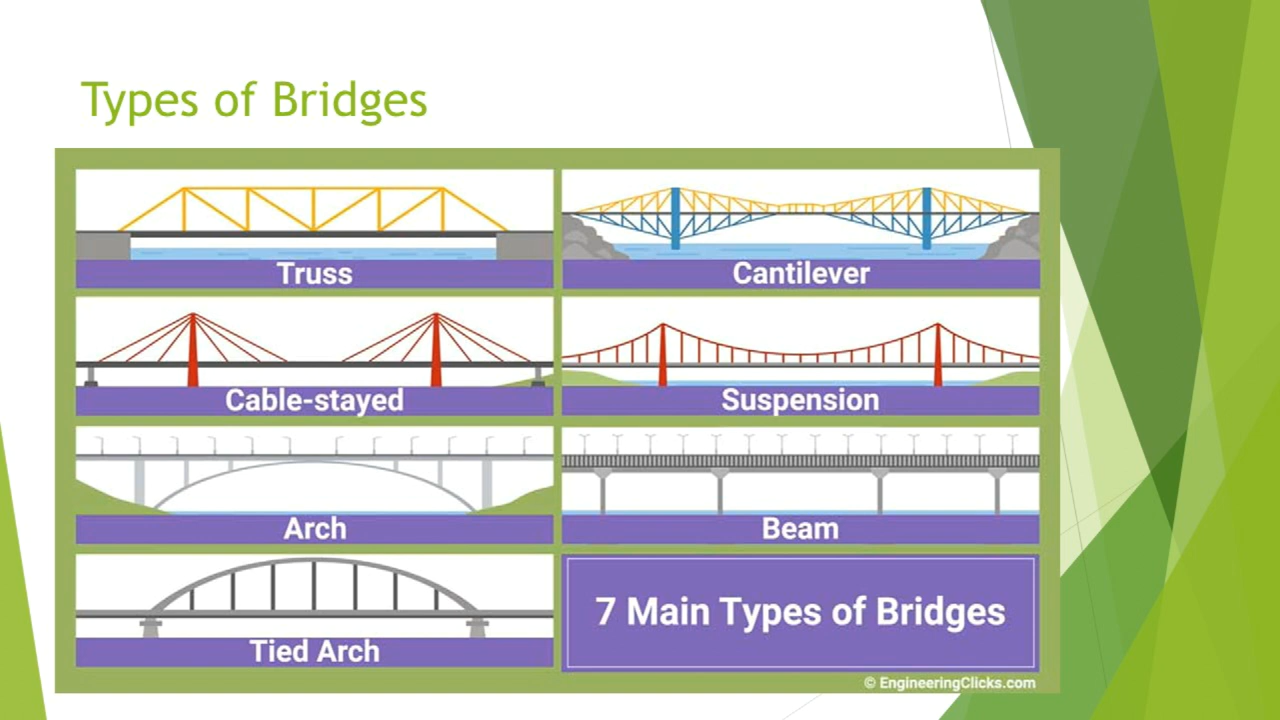 Types of Bridges
Truss
Cantilever
Cable-stayed
Suspension
Arch
Beam
Tied Arch
7 Main Types of Bridges
© EngineeringClicks.com